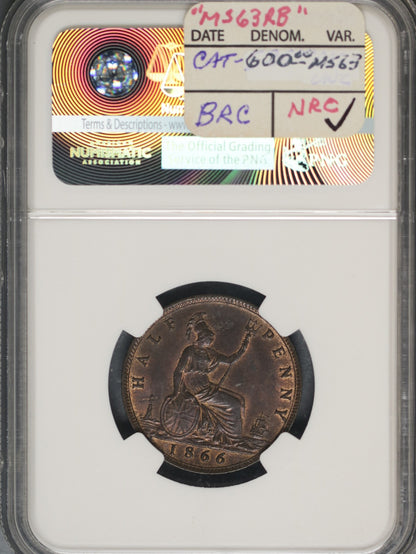 "MS63RB"
DATE DENOM. VAR.
CAT-600.00 MS63
BRC NRC ✓
Terms & Descriptions - www
NUMISMATIC
ASSOCIATION
The Official Grading
Service of the P.N.G.
PNG
HALF PENNY
1866